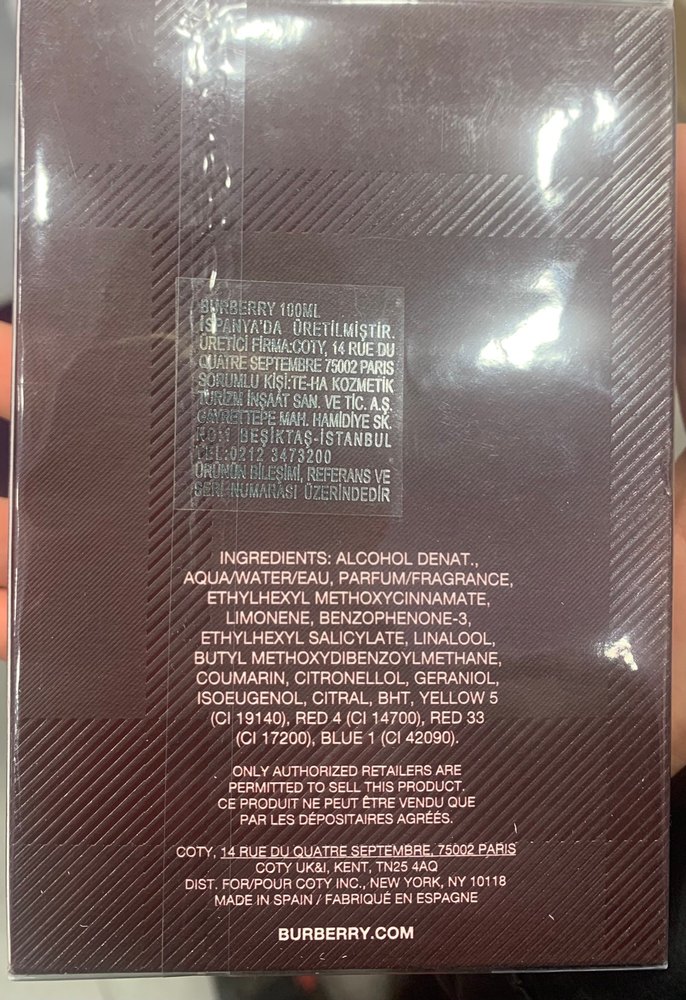 BURBERRY 100ML
İSPANYA'DA ÜRETİLMİŞTİR.
ÜRETİCİ FİRMA:COTY, 14 RUE DU
QUATRE SEPTEMBRE 75002 PARIS
SORUMLU KİŞİ:TE-HA KOZMETİK
TURİZM İNŞAAT SAN. VE TİC. A.Ş.
GAYRETTEPE MAH. HAMİDİYE SK.
NO:1 BEŞİKTAŞ-İSTANBUL
TEL:0212 3473200
ÜRÜNÜN BİLEŞİMİ, REFERANS VE
SERİ NUMARASI ÜZERİNDEDİR
INGREDIENTS: ALCOHOL DENAT.,
AQUA/WATER/EAU, PARFUM/FRAGRANCE,
ETHYLHEXYL METHOXYCINNAMATE,
LIMONENE, BENZOPHENONE-3,
ETHYLHEXYL SALICYLATE, LINALOOL,
BUTYL METHOXYDIBENZOYLMETHANE,
COUMARIN, CITRONELLOL, GERANIOL,
ISOEUGENOL, CITRAL, BHT, YELLOW 5
(CI 19140), RED 4 (CI 14700), RED 33
(CI 17200), BLUE 1 (CI 42090).
ONLY AUTHORIZED RETAILERS ARE
PERMITTED TO SELL THIS PRODUCT.
CE PRODUIT NE PEUT ÊTRE VENDU QUE
PAR LES DÉPOSITAIRES AGRÉÉS.
COTY, 14 RUE DU QUATRE SEPTEMBRE, 75002 PARIS
COTY UK&I, KENT, TN25 4AQ
DIST. FOR/POUR COTY INC., NEW YORK, NY 10118
MADE IN SPAIN / FABRIQUÉ EN ESPAGNE
BURBERRY.COM